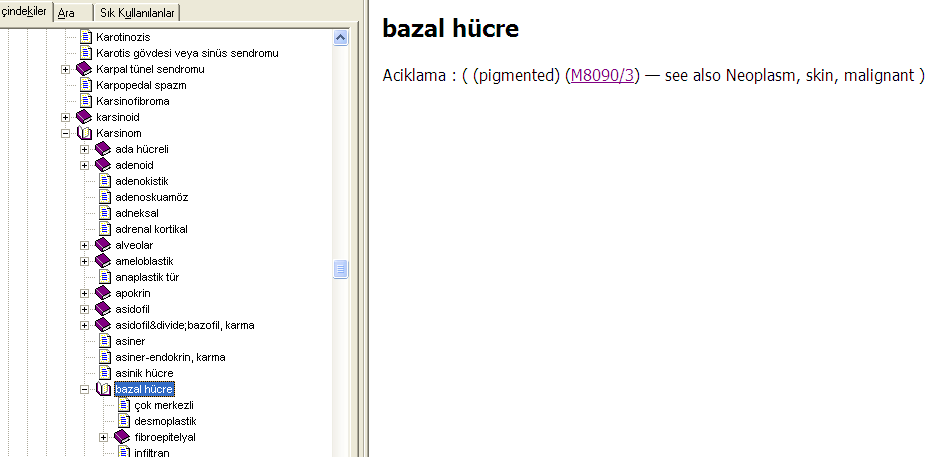 çindekiler Ara Sık Kullanılanlar
Karotinozis
Karotis gövdesi veya sinüs sendromu
Karpal tünel sendromu
Karpopedal spazm
Karsinofibroma
karsinoid
Karsinom
ada hücreli
adenoid
adenokistik
adenoskuamöz
adneksal
adrenal kortikal
alveolar
ameloblastik
anaplastik tür
apokrin
asidofil
asidofil&divide;bazofil, karma
asiner
asiner-endokrin, karma
asinik hücre
bazal hücre
çok merkezli
desmoplastik
fibroepitelyal
infiltran
bazal hücre
Aciklama : ( (pigmented) (M8090/3) — see also Neoplasm, skin, malignant )